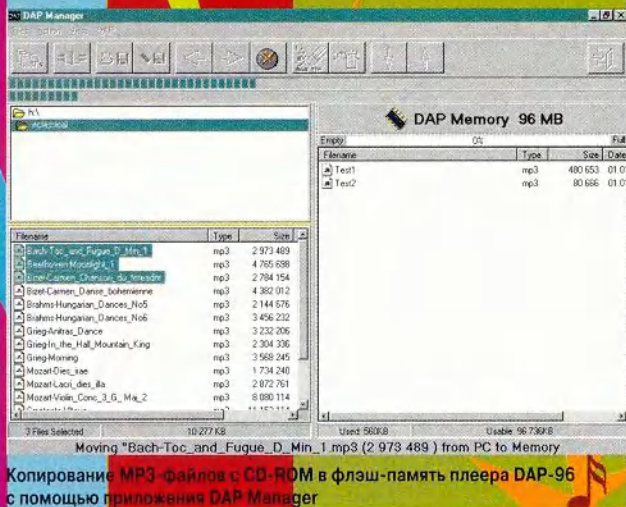 DAP Manager
h:\
DAP Memory 96 MB
Empty 0% Full
Filename Type Size Date
Test1 mp3 480 653 01.0
Test2 mp3 80 666 01.0
Filename Type Size
Bach-Toc_and_Fugue_D_Min_1 mp3 2 973 489
Beethoven-Moonlight_1 mp3 4 765 698
Bizet-Carmen_Chanson_du_toreador mp3 2 784 154
Bizet-Carmen_Danse_bohemienne mp3 4 382 012
Brahms-Hungarian_Dances_No5 mp3 2 144 676
Brahms-Hungarian_Dances_No6 mp3 3 456 232
Grieg-Anitras_Dance mp3 3 232 206
Grieg-In_the_Hall_Mountain_King mp3 2 304 336
Grieg-Morning mp3 3 568 245
Mozart-Dies_irae mp3 1 734 240
Mozart-Lacri_dies_illa mp3 2 872 761
Mozart-Violin_Conc_3_G_Maj_2 mp3 8 080 114
3 Files Selected 10 277 KB Used: 560KB Usable: 96 736KB
Moving "Bach-Toc_and_Fugue_D_Min_1.mp3 (2 973 489 ) from PC to Memory
Копирование MP3-файлов с CD-ROM в флэш-память плеера DAP-96
с помощью приложения DAP Manager